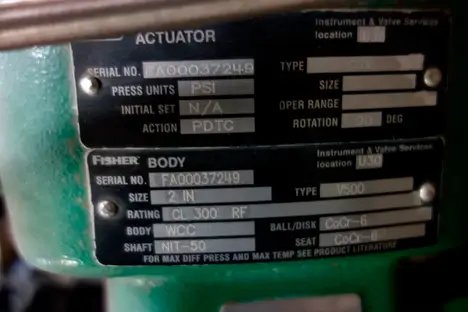 ACTUATOR
Instrument & Valve Services
location
SERIAL NO. FA00037249 TYPE
PRESS UNITS PSI SIZE
INITIAL SET N/A OPER RANGE
ACTION PDTC ROTATION 90 DEG
FISHER BODY
Instrument & Valve Services
location U30
SERIAL NO. FA00037249
SIZE 2 IN TYPE V500
RATING CL 300 RF
BODY WCC BALL/DISK CoCr-6
SHAFT NIT-50 SEAT CoCr-6
FOR MAX DIFF PRESS AND MAX TEMP SEE PRODUCT LITERATURE